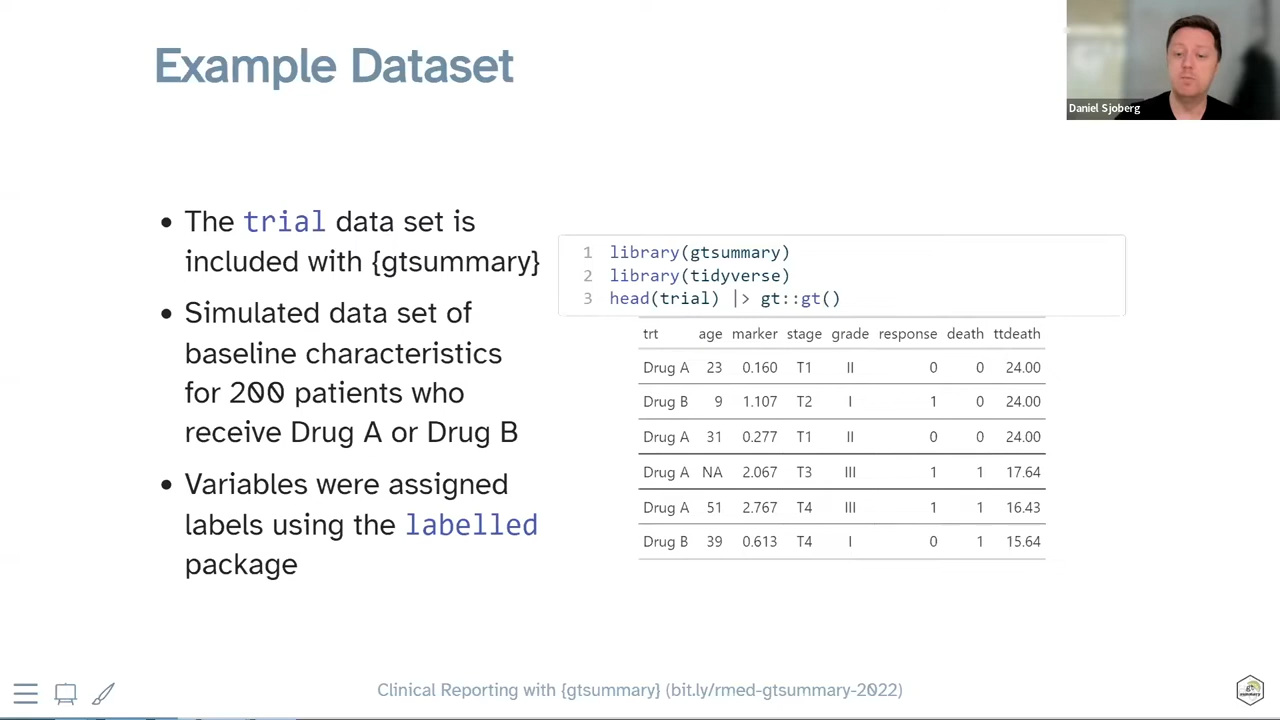 Example Dataset
Daniel Sjoberg
• The trial data set is
included with {gtsummary}
• Simulated data set of
baseline characteristics
for 200 patients who
receive Drug A or Drug B
• Variables were assigned
labels using the labelled
package
1 library(gtsummary)
2 library(tidyverse)
3 head(trial) |> gt::gt()
trt age marker stage grade response death ttdeath
Drug A 23 0.160 T1 II 0 0 24.00
Drug B 9 1.107 T2 I 1 0 24.00
Drug A 31 0.277 T1 II 0 0 24.00
Drug A NA 2.067 T3 III 1 1 17.64
Drug A 51 2.767 T4 III 1 1 16.43
Drug B 39 0.613 T4 I 0 1 15.64
Clinical Reporting with {gtsummary} (bit.ly/rmed-gtsummary-2022)